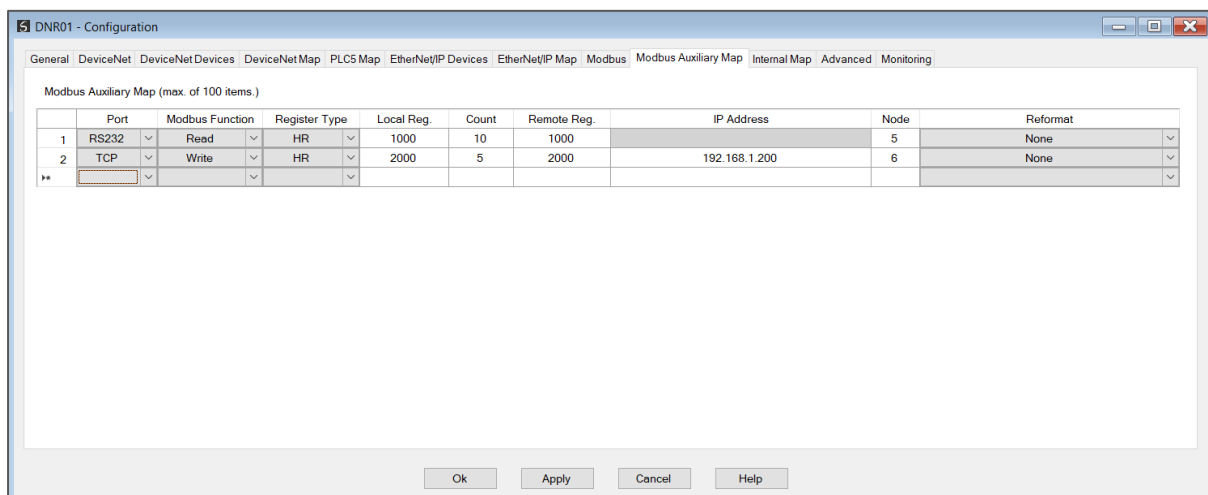 DNR01 - Configuration
General DeviceNet DeviceNet Devices DeviceNet Map PLC5 Map EtherNet/IP Devices EtherNet/IP Map Modbus Modbus Auxiliary Map Internal Map Advanced Monitoring
Modbus Auxiliary Map (max. of 100 items.)
Port Modbus Function Register Type Local Reg. Count Remote Reg. IP Address Node Reformat
1 RS232 Read HR 1000 10 1000 5 None
2 TCP Write HR 2000 5 2000 192.168.1.200 6 None
Ok Apply Cancel Help